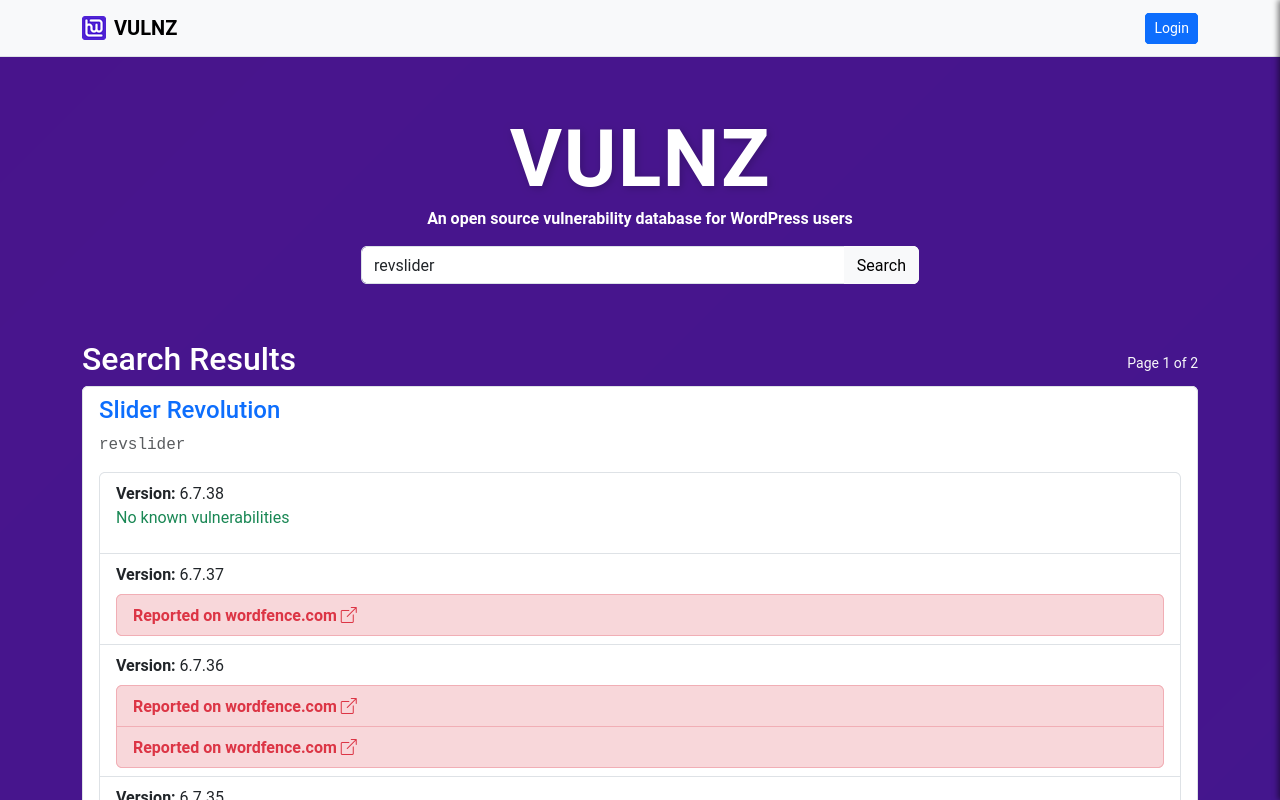 VULNZ
Login
VULNZ
An open source vulnerability database for WordPress users
revslider
Search
Search Results
Page 1 of 2
Slider Revolution
revslider
Version: 6.7.38
No known vulnerabilities
Version: 6.7.37
Reported on wordfence.com
Version: 6.7.36
Reported on wordfence.com
Reported on wordfence.com
Version: 6.7.35